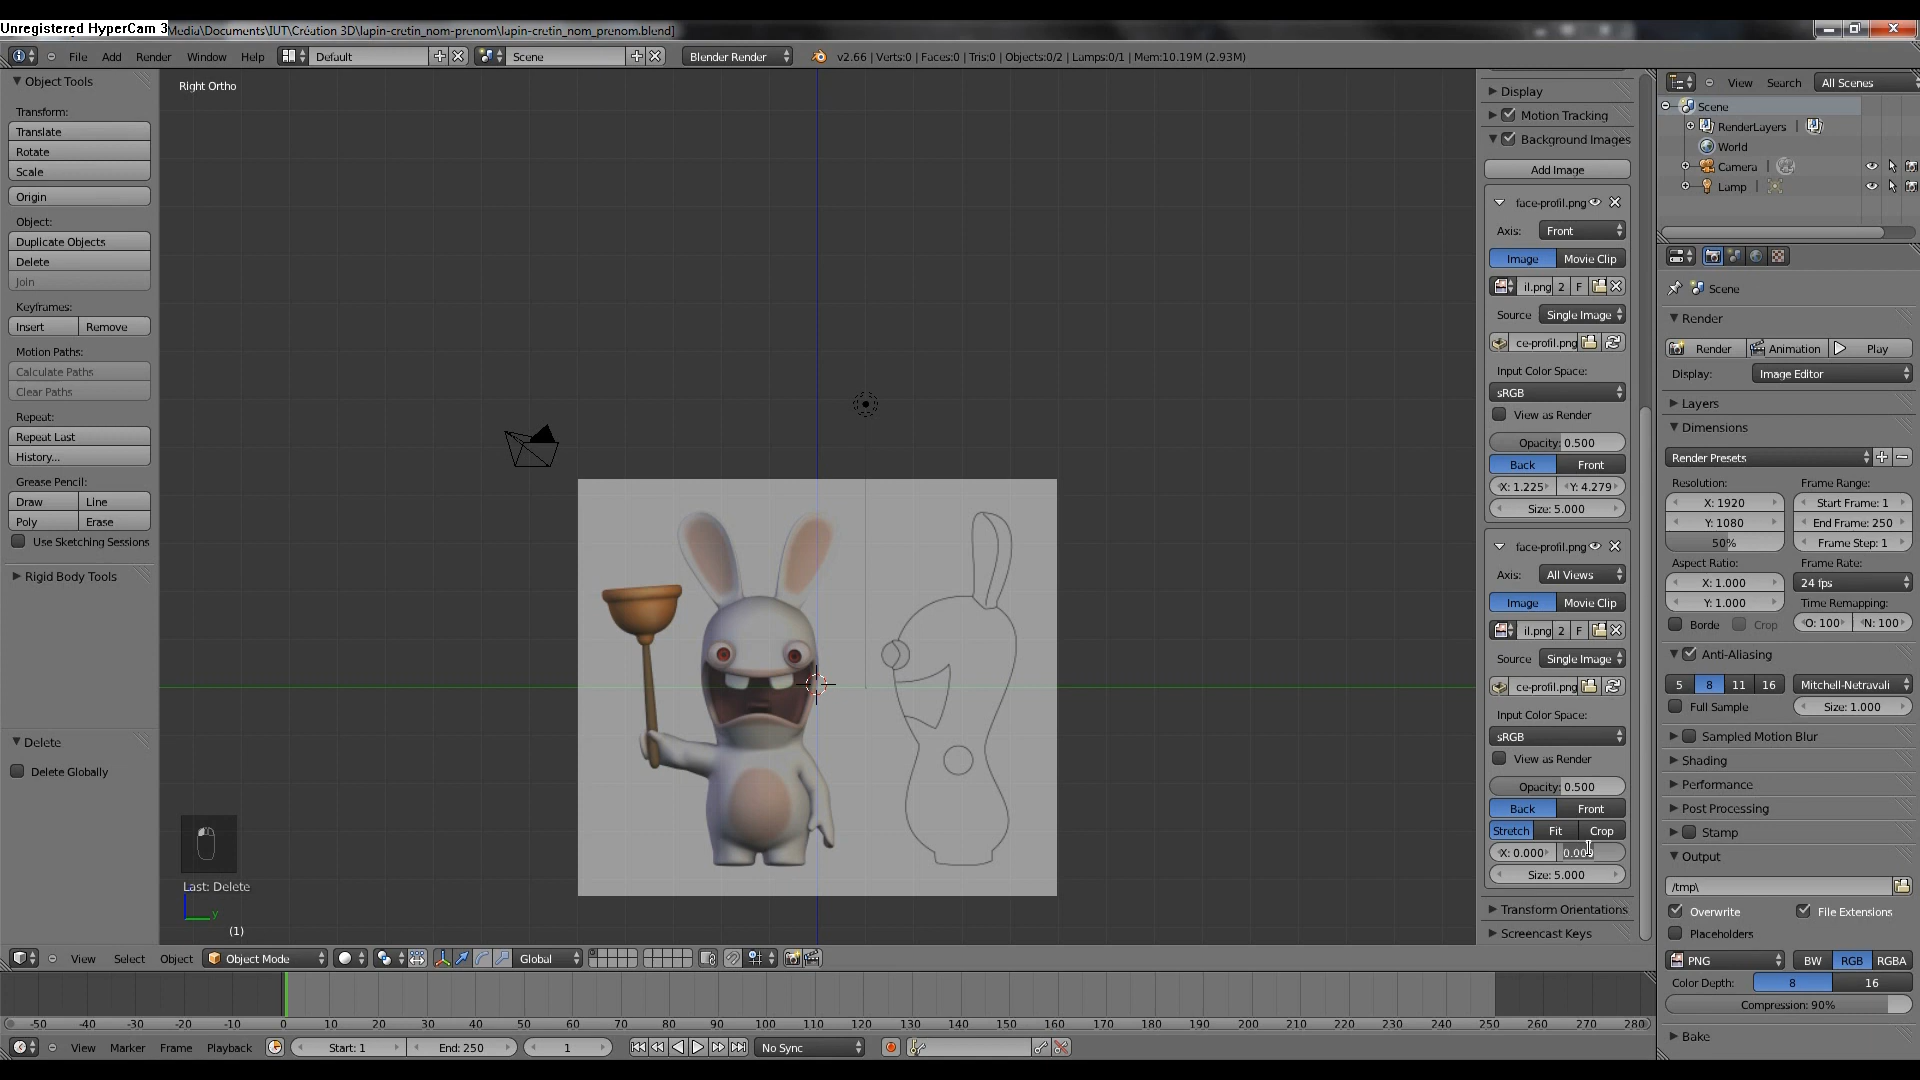 Unregistered HyperCam 3
Media\Documents\IUT\Création 3D\lapin-cretin_nom-prenom\lapin-cretin_nom_prenom.blend]
File Add Render Window Help Default Scene Blender Render v2.66 | Verts:0 | Faces:0 | Tris:0 | Objects:0/2 | Lamps:0/1 | Mem:10.19M (2.93M)
Object Tools
Transform:
Translate
Rotate
Scale
Origin
Object:
Duplicate Objects
Delete
Join
Keyframes:
Insert Remove
Motion Paths:
Calculate Paths
Clear Paths
Repeat:
Repeat Last
History...
Grease Pencil:
Draw Line
Poly Erase
Use Sketching Sessions
Rigid Body Tools
Delete
Delete Globally
Right Ortho
Last: Delete
y
(1)
Display
Motion Tracking
Background Images
Add Image
face-profil.png
Axis: Front
Image Movie Clip
il.png 2 F
Source Single Image
ce-profil.png
Input Color Space:
sRGB
View as Render
Opacity: 0.500
Back Front
X: 1.225 Y: 4.279
Size: 5.000
face-profil.png
Axis: All Views
Image Movie Clip
il.png 2 F
Source Single Image
ce-profil.png
Input Color Space:
sRGB
View as Render
Opacity: 0.500
Back Front
Stretch Fit Crop
X: 0.000 0.000
Size: 5.000
Transform Orientations
Screencast Keys
View Search All Scenes
Scene
RenderLayers |
World
Camera |
Lamp |
Scene
Render
Render Animation Play
Display: Image Editor
Layers
Dimensions
Render Presets
Resolution: Frame Range:
X: 1920 Start Frame: 1
Y: 1080 End Frame: 250
50% Frame Step: 1
Aspect Ratio: Frame Rate:
X: 1.000 24 fps
Y: 1.000 Time Remapping:
Borde Crop O: 100 N: 100
Anti-Aliasing
5 8 11 16 Mitchell-Netravali
Full Sample Size: 1.000
Sampled Motion Blur
Shading
Performance
Post Processing
Stamp
Output
/tmp\
Overwrite File Extensions
Placeholders
PNG BW RGB RGBA
Color Depth: 8 16
Compression: 90%
Bake
View Select Object Object Mode Global
-50 -40 -30 -20 -10 0 10 20 30 40 50 60 70 80 90 100 110 120 130 140 150 160 170 180 190 200 210 220 230 240 250 260 270 280
View Marker Frame Playback Start: 1 End: 250 1 No Sync